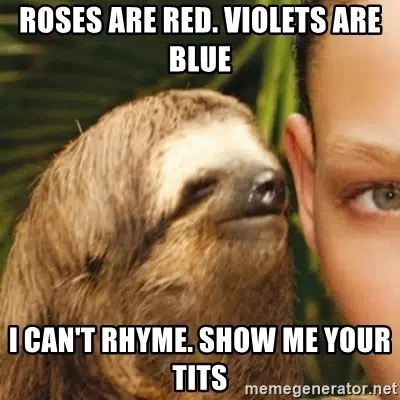 ROSES ARE RED. VIOLETS ARE
BLUE
I CAN'T RHYME. SHOW ME YOUR
TITS
memegenerator.net